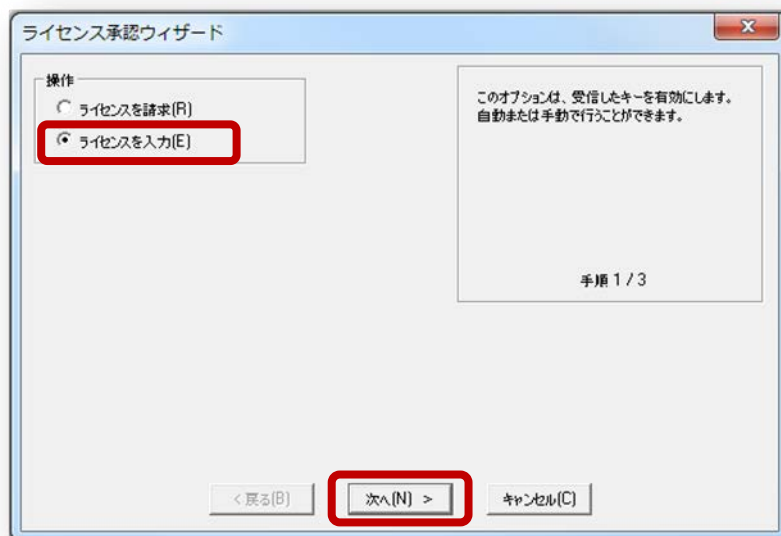 ライセンス承認ウィザード
操作
ライセンスを請求(R)
ライセンスを入力(E)
このオプションは、受信したキーを有効にします。
自動または手動で行うことができます。
手順 1 / 3
< 戻る(B)
次へ(N) >
キャンセル(C)